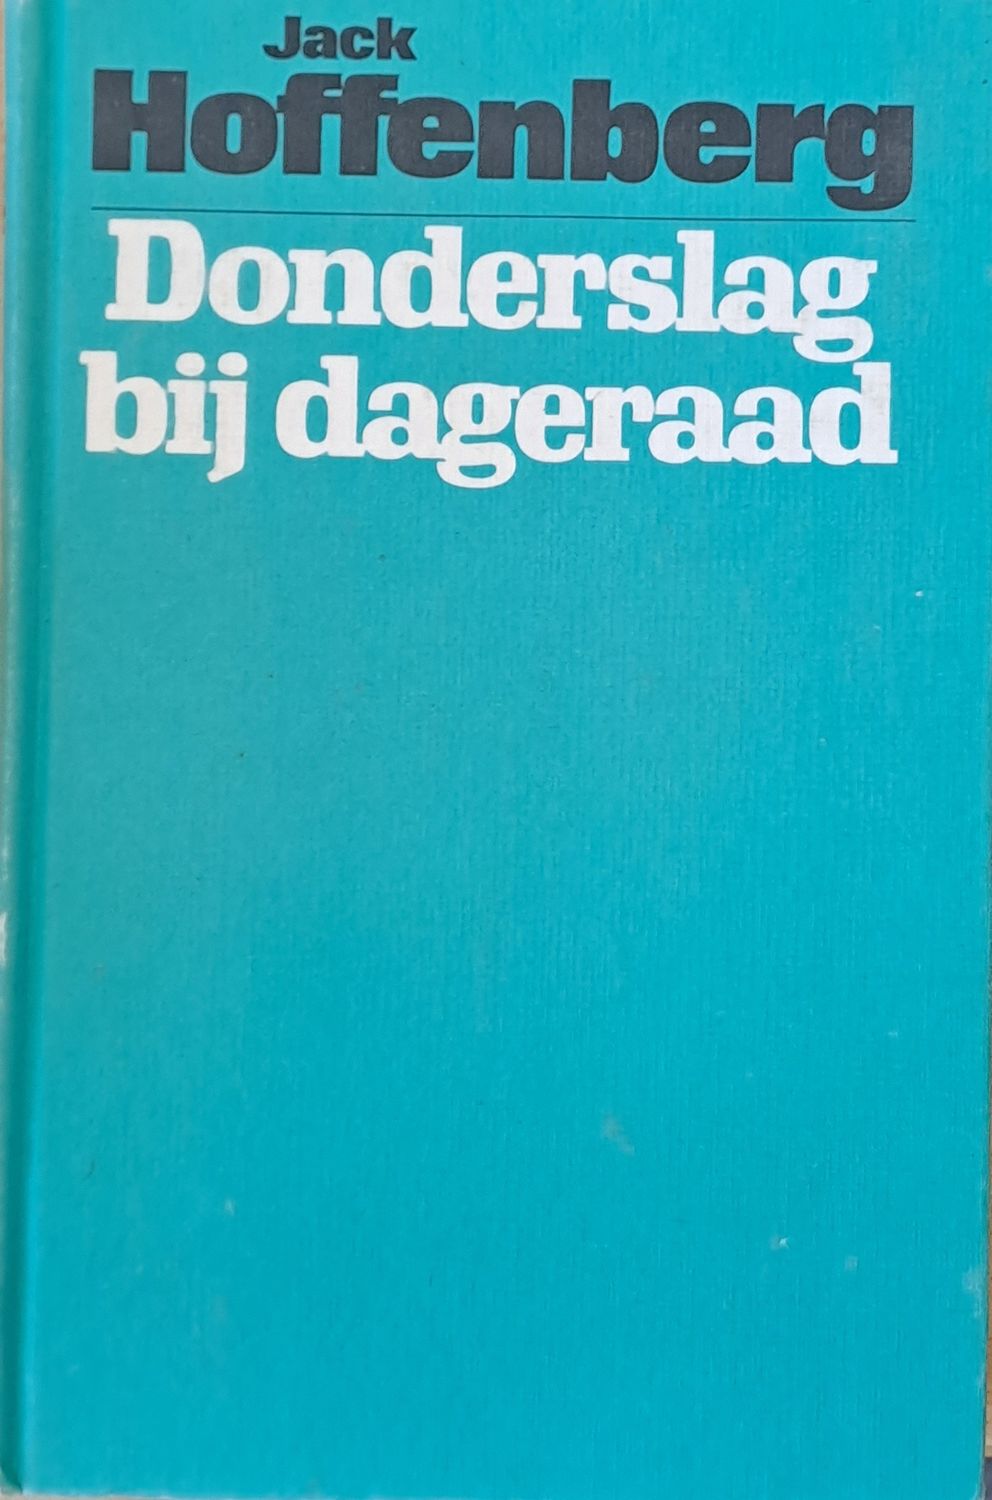 Jack
Hoffenberg
Donderslag
bij dageraad